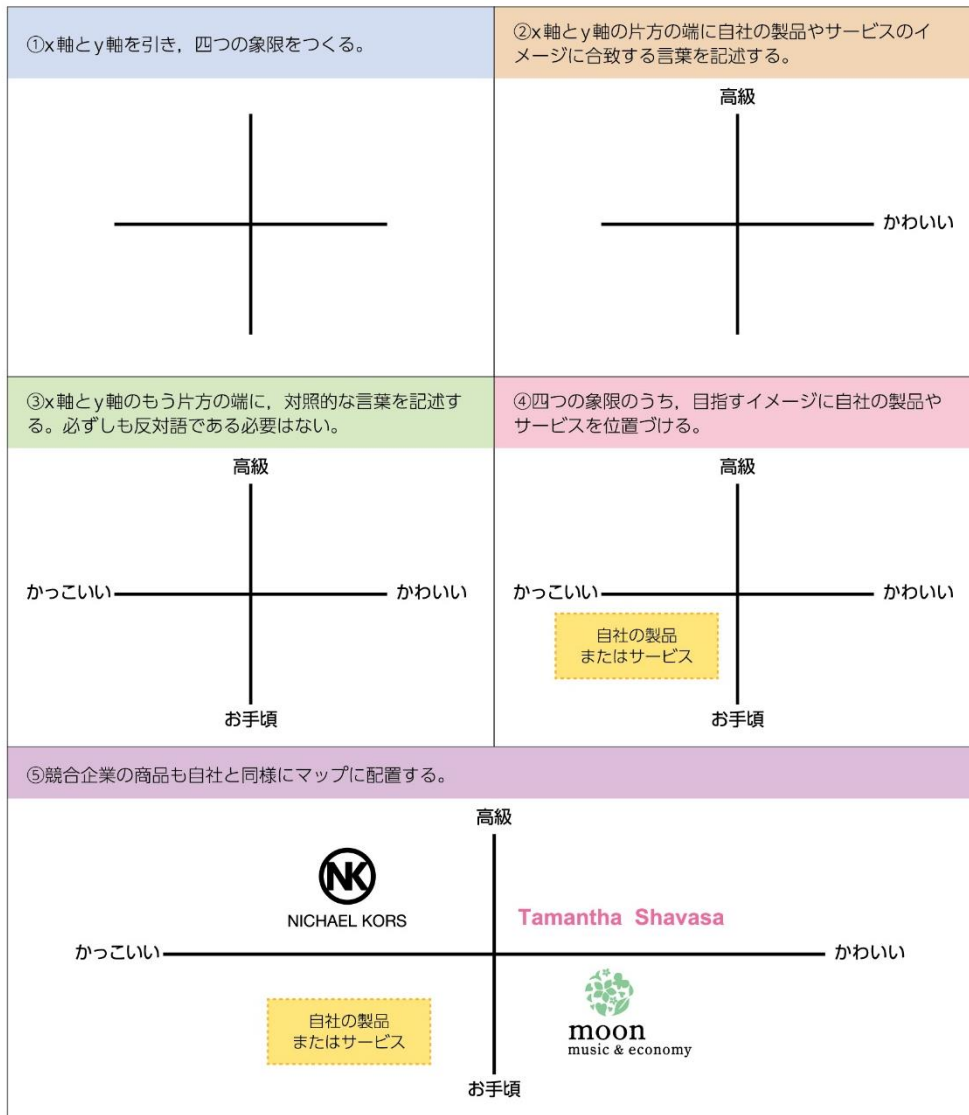 ①x軸とy軸を引き，四つの象限をつくる。
②x軸とy軸の片方の端に自社の製品やサービスのイ
メージに合致する言葉を記述する。
高級
かわいい
③x軸とy軸のもう片方の端に，対照的な言葉を記述す
る。必ずしも反対語である必要はない。
高級
かっこいい
かわいい
お手頃
④四つの象限のうち，目指すイメージに自社の製品や
サービスを位置づける。
高級
かっこいい
かわいい
自社の製品
またはサービス
お手頃
⑤競合企業の商品も自社と同様にマップに配置する。
高級
NK
NICHAEL KORS
Tamantha Shavasa
かっこいい
かわいい
自社の製品
またはサービス
moon
music & economy
お手頃